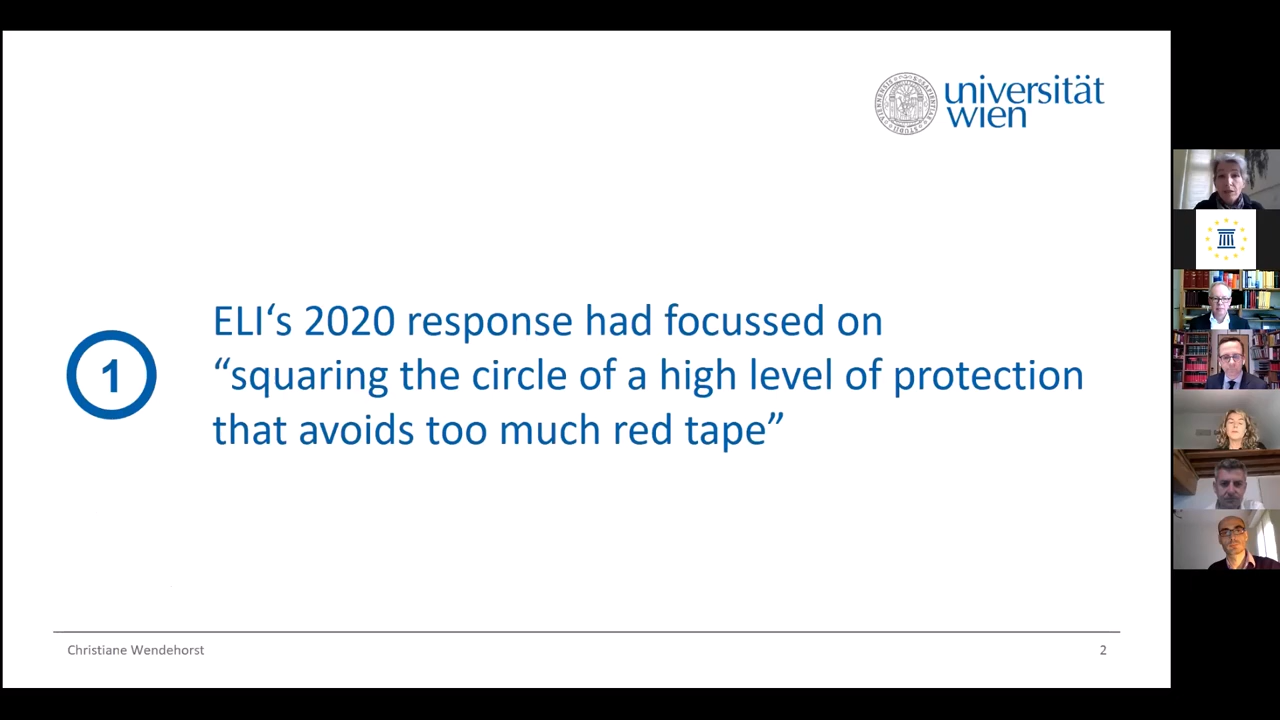 universität
wien
1
ELI‘s 2020 response had focussed on
“squaring the circle of a high level of protection
that avoids too much red tape”
Christiane Wendehorst
2